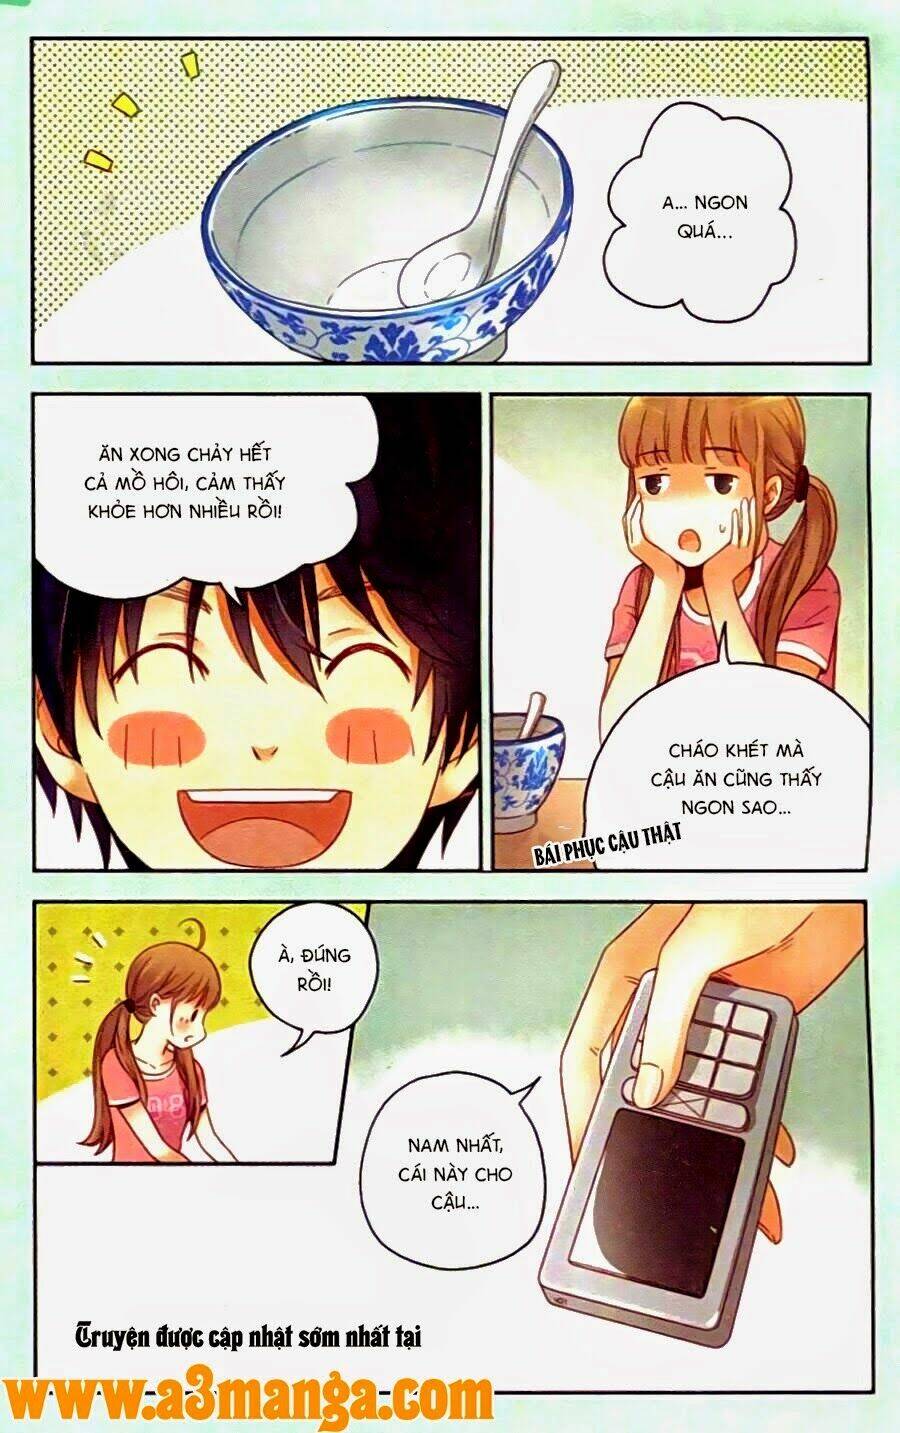 A... NGON
QUÁ...
ĂN XONG CHẢY HẾT
CẢ MỒ HÔI, CẢM THẤY
KHỎE HƠN NHIỀU RỒI!
CHÁO KHÉT MÀ
CẬU ĂN CŨNG THẤY
NGON SAO...
BÁI PHỤC CẬU THẬT
À, ĐÚNG
RỒI!
NAM NHẤT,
CÁI NÀY CHO
CẬU...
Truyện được cập nhật sớm nhất tại
www.a3manga.com